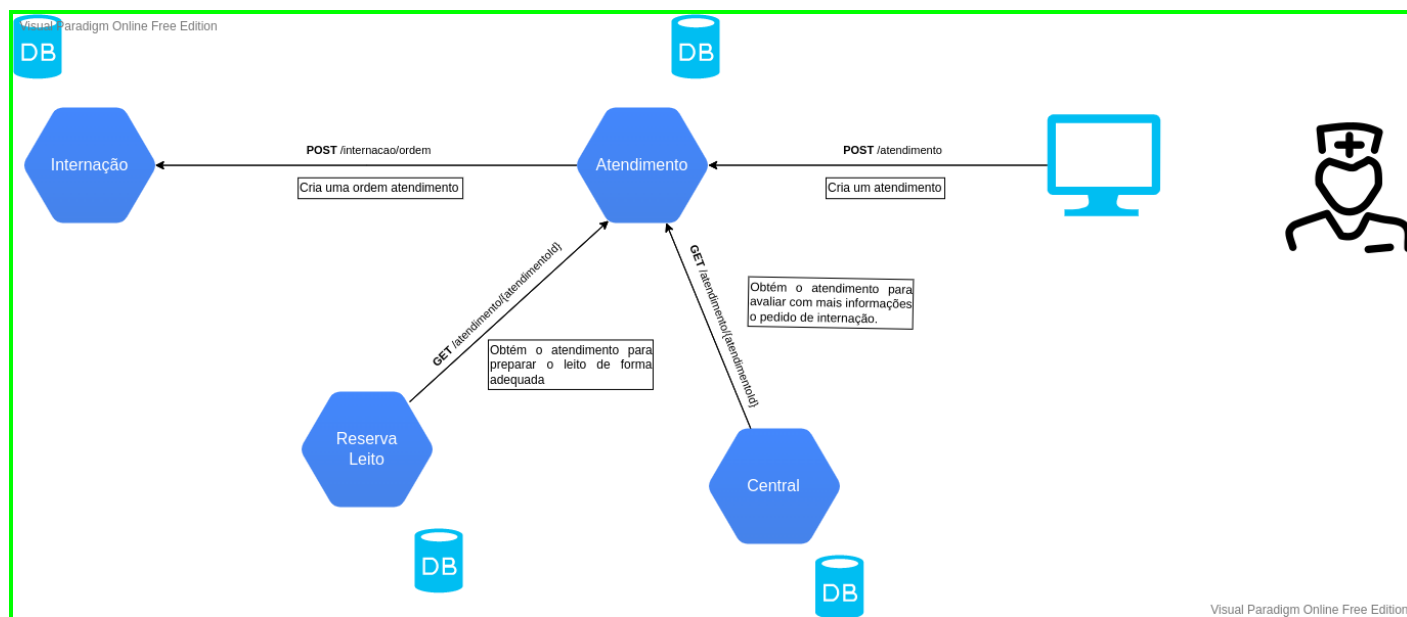 Visual Paradigm Online Free Edition
DB
DB
Internação
POST /internacao/ordem
Cria uma ordem atendimento
Atendimento
POST /atendimento
Cria um atendimento
GET /atendimento/{atendimentoId}
Obtém o atendimento para
preparar o leito de forma
adequada
GET /atendimento/{atendimentoId}
Obtém o atendimento para
avaliar com mais informações
o pedido de internação.
Reserva
Leito
Central
DB
DB
Visual Paradigm Online Free Edition